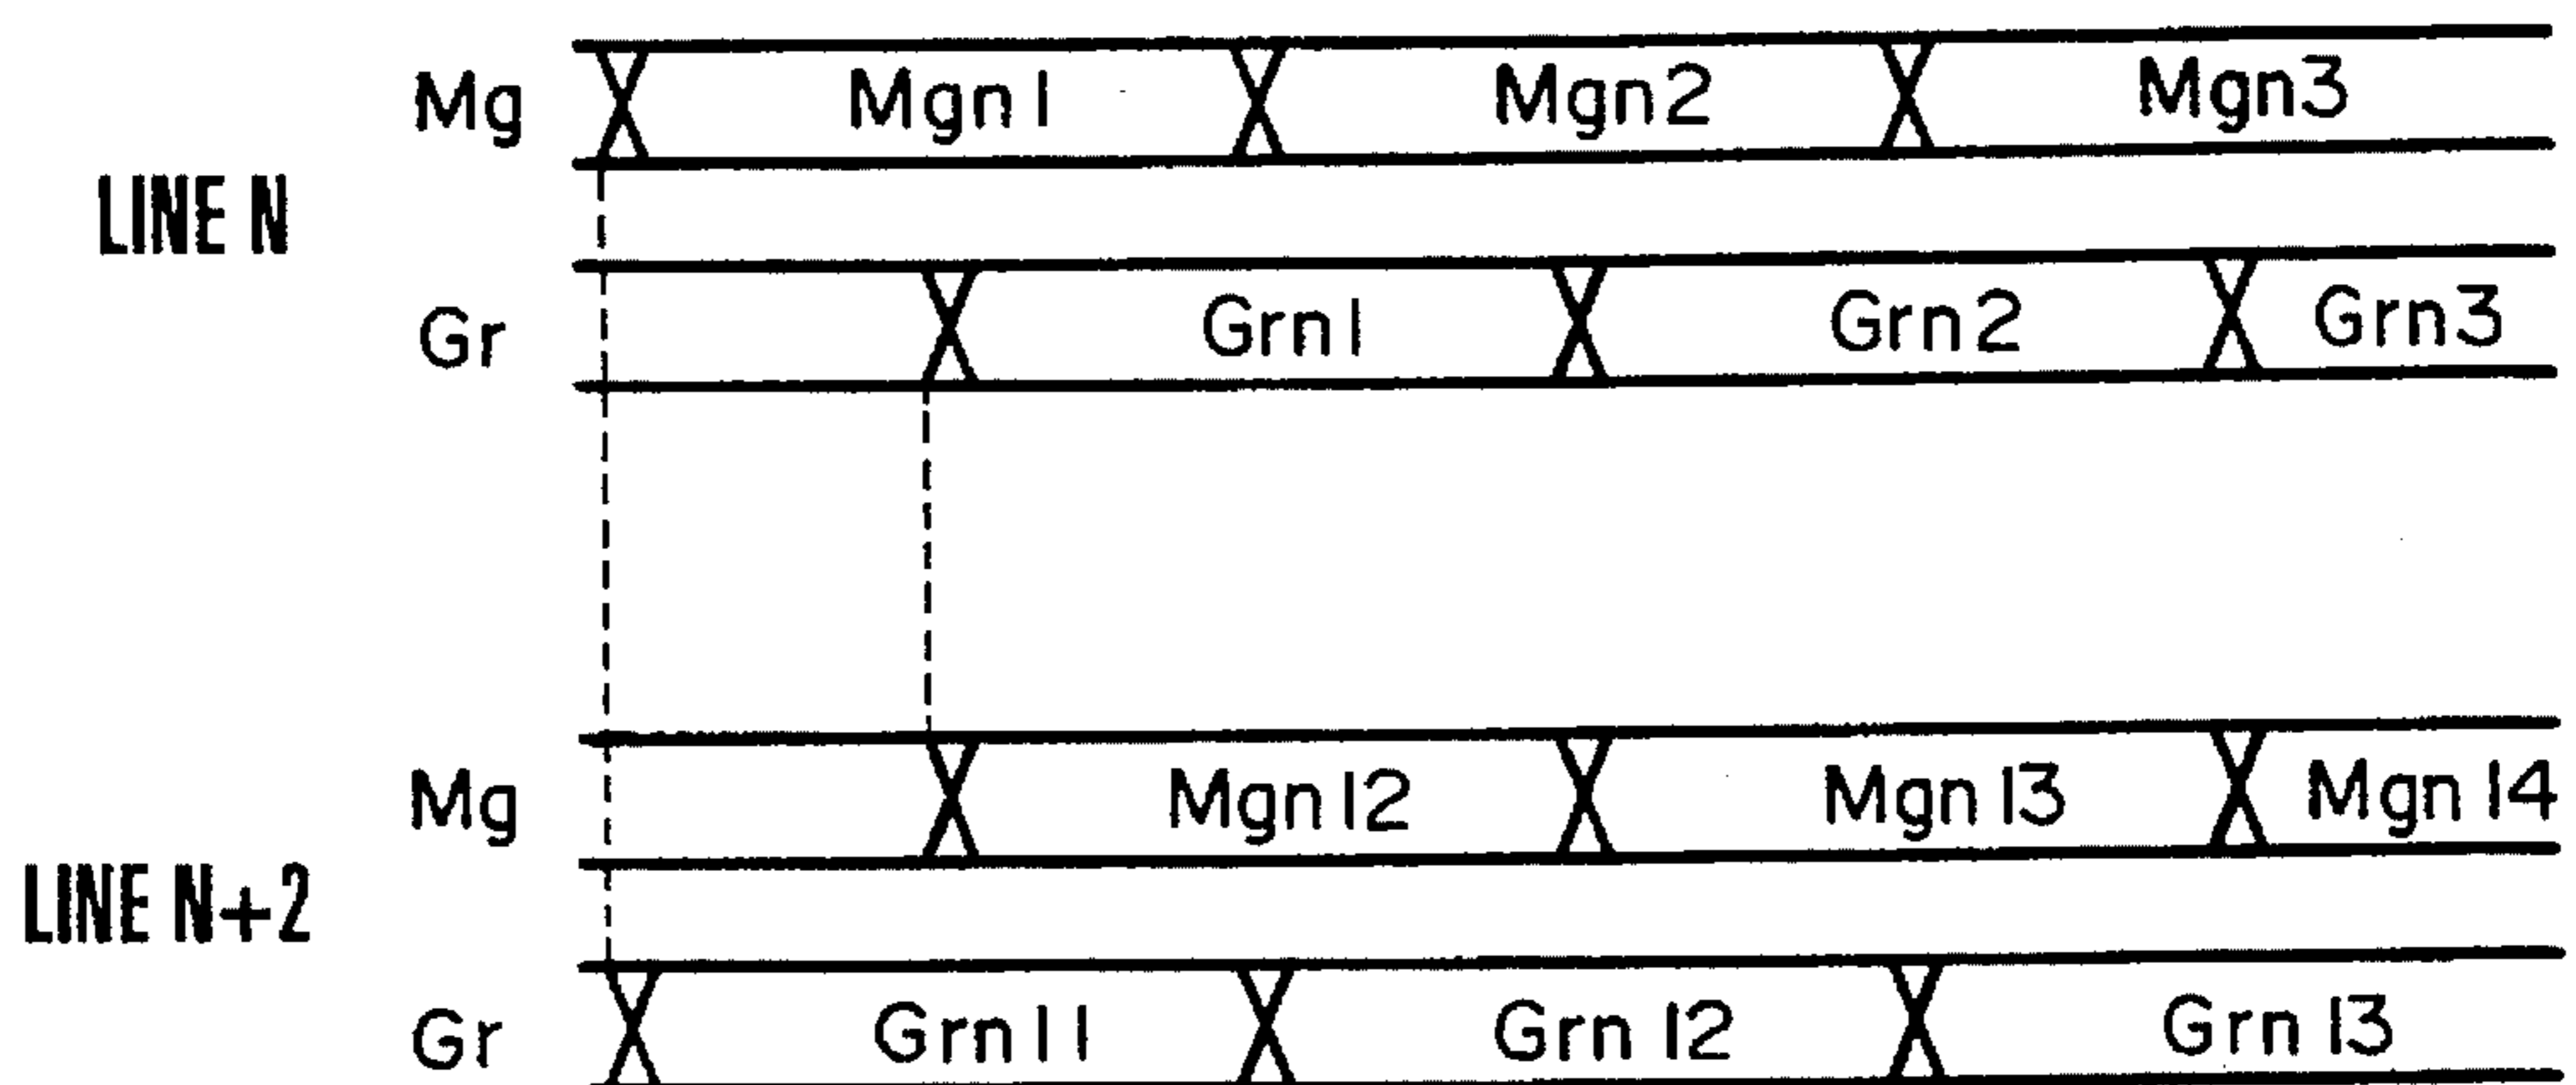 Mg Mgn1 Mgn2 Mgn3
LINE N
Gr Grn1 Grn2 Grn3
Mg Mgn12 Mgn13 Mgn14
LINE N+2
Gr Grn11 Grn12 Grn13